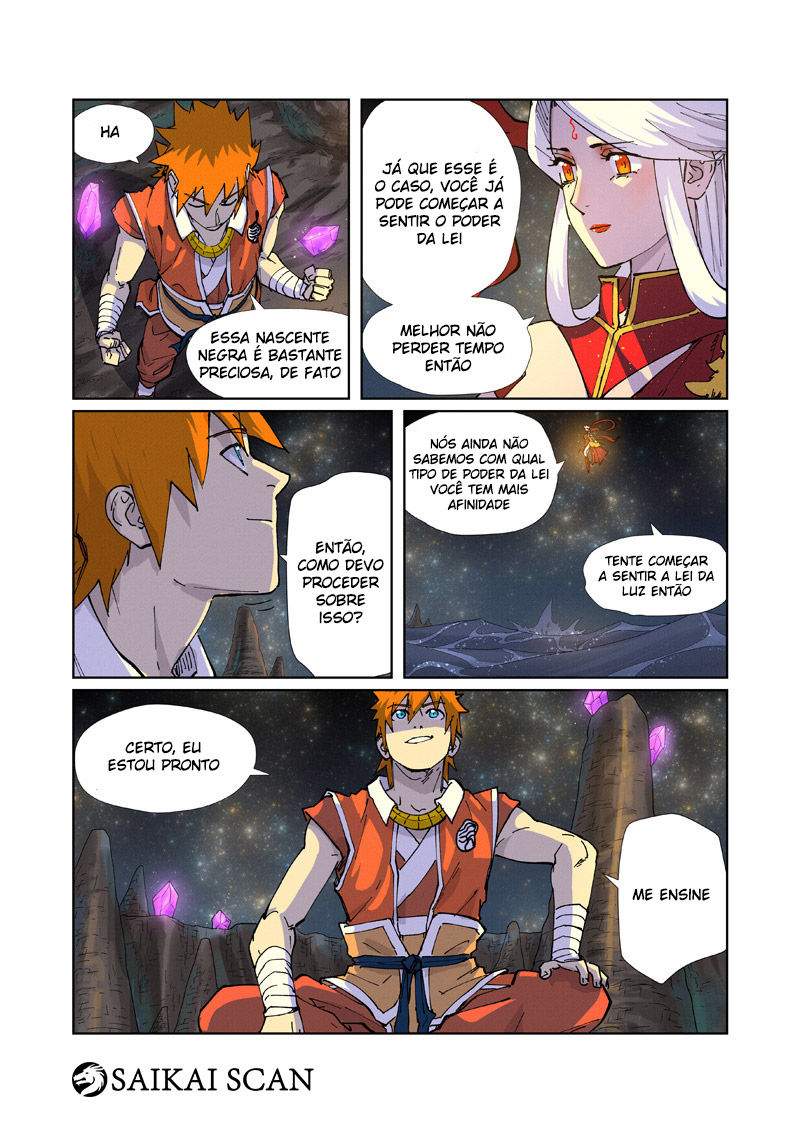 HA
ESSA NASCENTE
NEGRA É BASTANTE
PRECIOSA, DE FATO
JÁ QUE ESSE É
O CASO, VOCÊ JÁ
PODE COMEÇAR A
SENTIR O PODER
DA LEI
MELHOR NÃO
PERDER TEMPO
ENTÃO
ENTÃO,
COMO DEVO
PROCEDER
SOBRE
ISSO?
NÓS AINDA NÃO
SABEMOS COM QUAL
TIPO DE PODER DA LEI
VOCÊ TEM MAIS
AFINIDADE
TENTE COMEÇAR
A SENTIR A LEI DA
LUZ ENTÃO
CERTO, EU
ESTOU PRONTO
ME ENSINE
SAIKAI SCAN